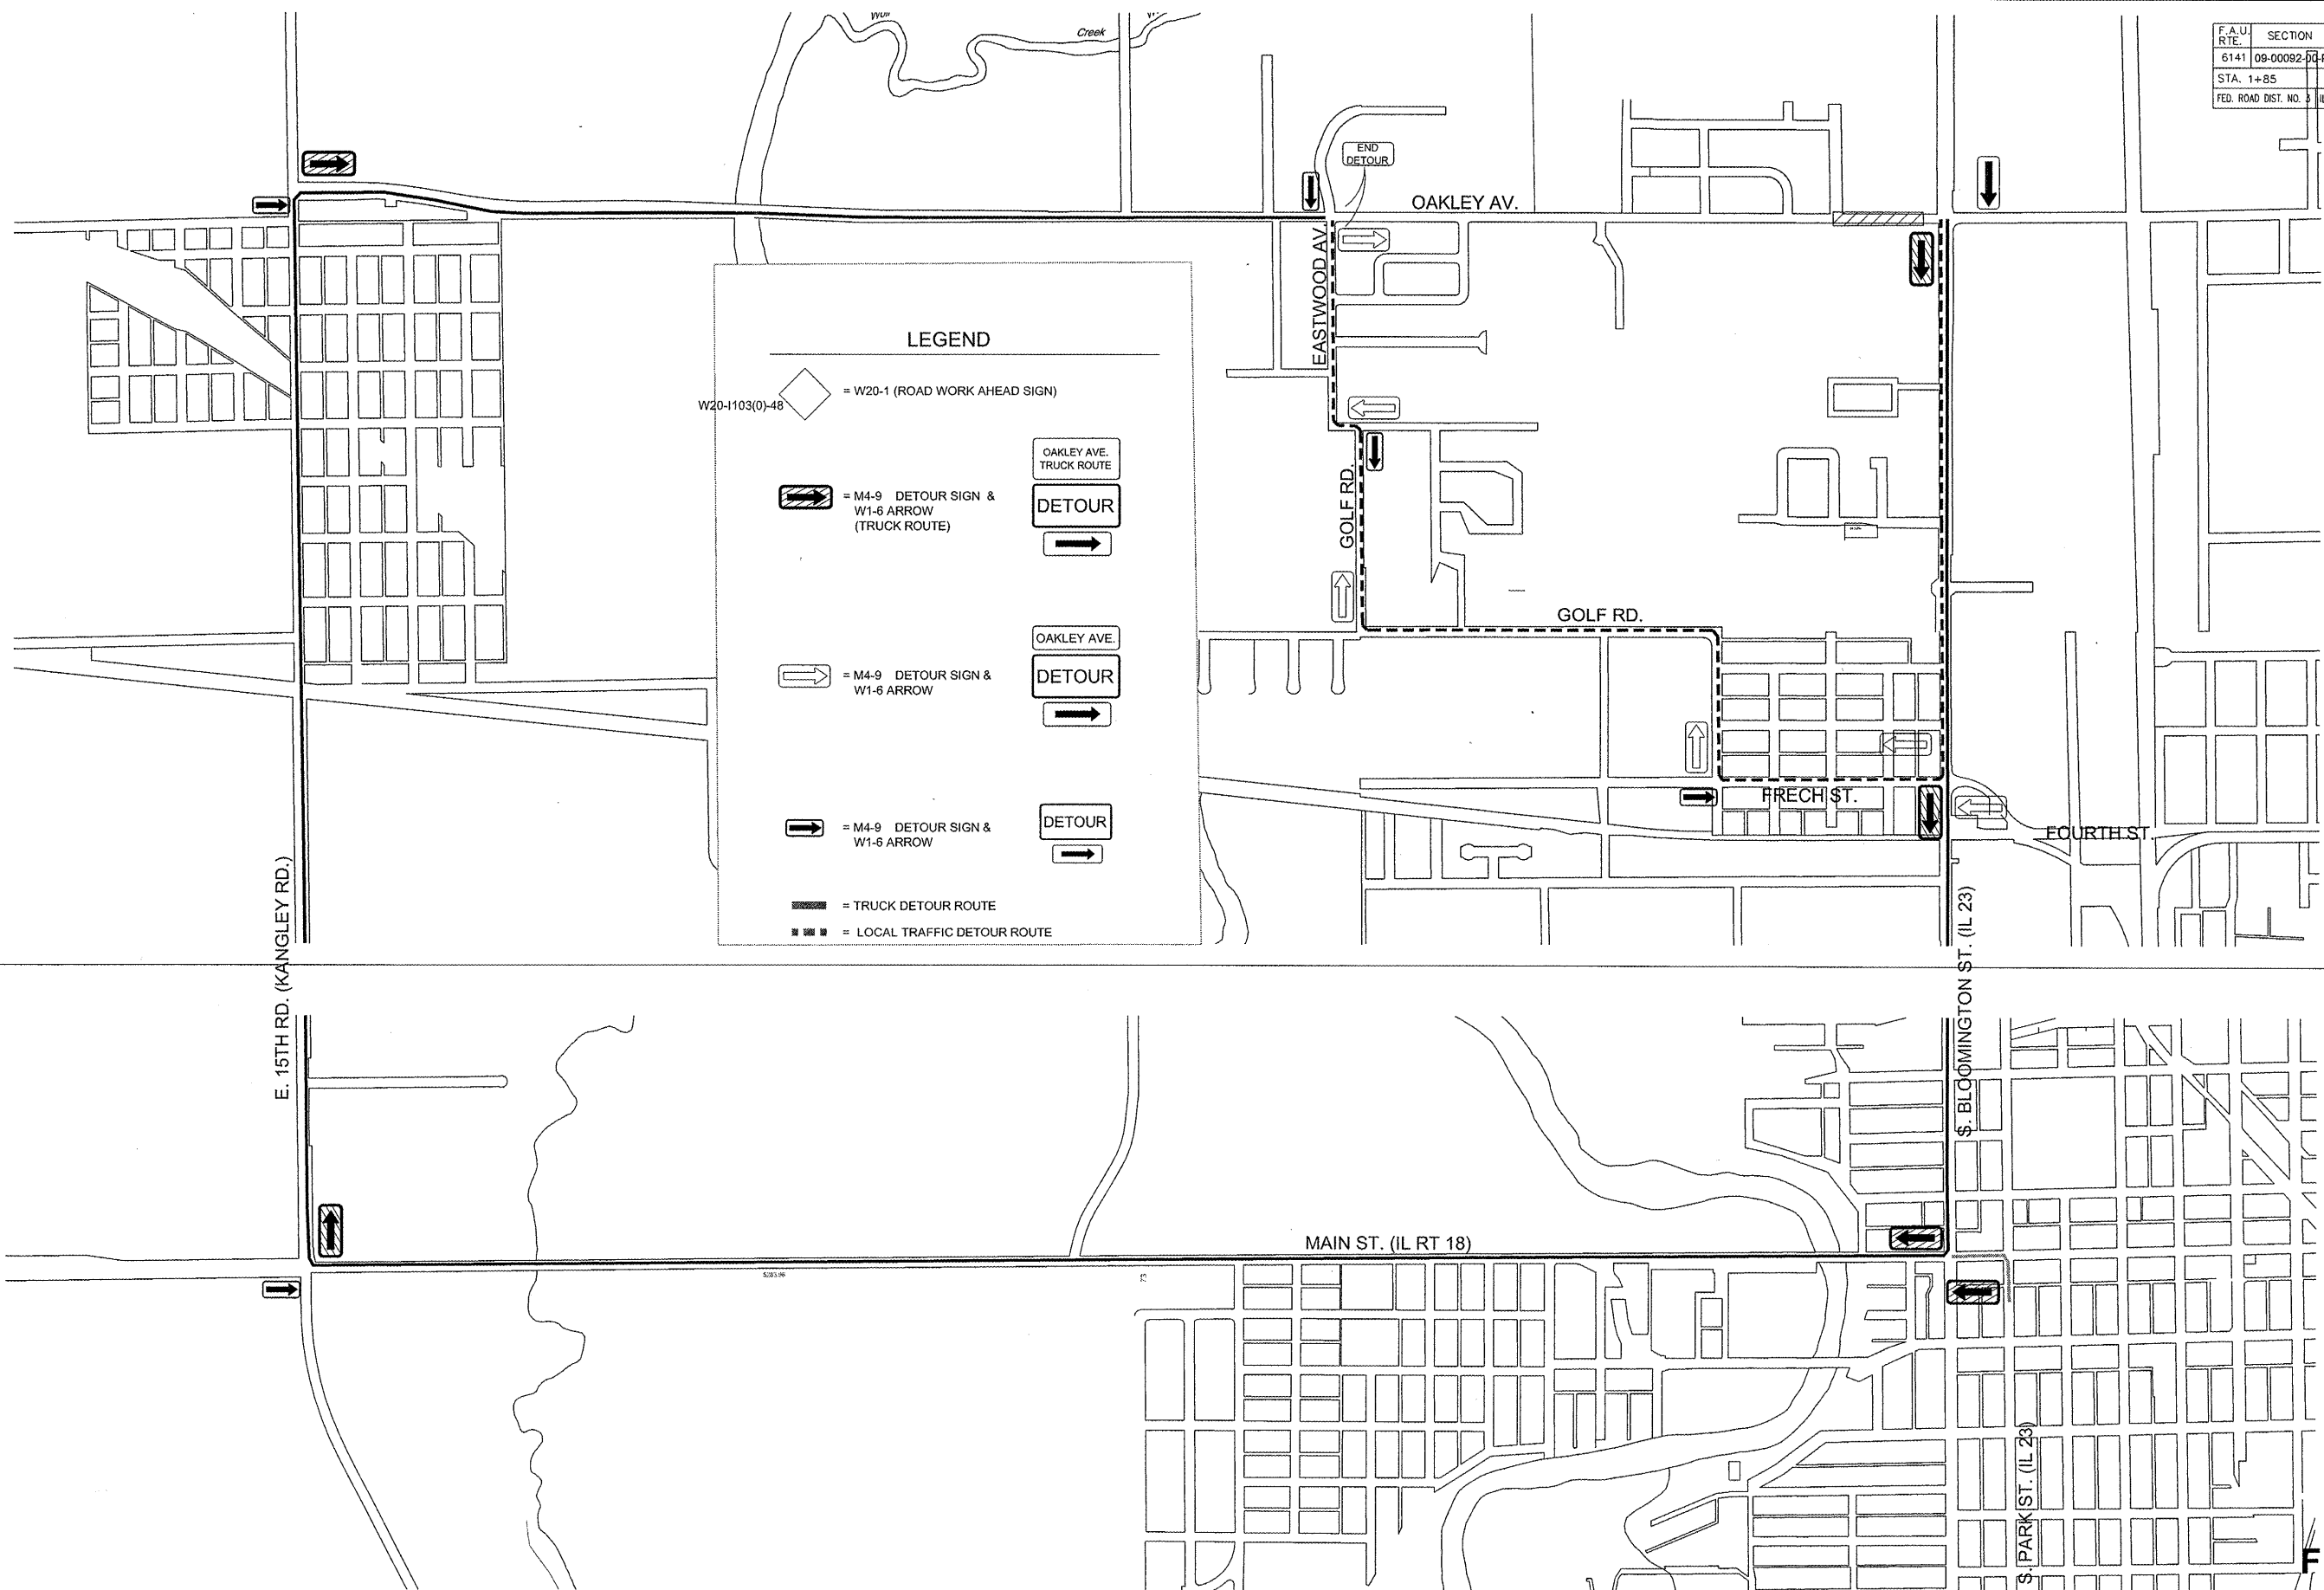 Creek
F.A.U.
RTE.
SECTION
6141
09-00092-00-
STA. 1+85
FED. ROAD DIST. NO. 3
END
DETOUR
OAKLEY AV.
EASTWOOD AV.
LEGEND
W20-I103(0)-48
= W20-1 (ROAD WORK AHEAD SIGN)
OAKLEY AVE.
TRUCK ROUTE
DETOUR
= M4-9 DETOUR SIGN &
W1-6 ARROW
(TRUCK ROUTE)
OAKLEY AVE.
DETOUR
= M4-9 DETOUR SIGN &
W1-6 ARROW
DETOUR
= M4-9 DETOUR SIGN &
W1-6 ARROW
= TRUCK DETOUR ROUTE
= LOCAL TRAFFIC DETOUR ROUTE
GOLF RD.
GOLF RD.
FRECH ST.
FOURTH ST.
E. 15TH RD. (KANGLEY RD.)
S. BLOOMINGTON ST. (IL 23)
MAIN ST. (IL RT 18)
S. PARK ST. (IL 23)
F